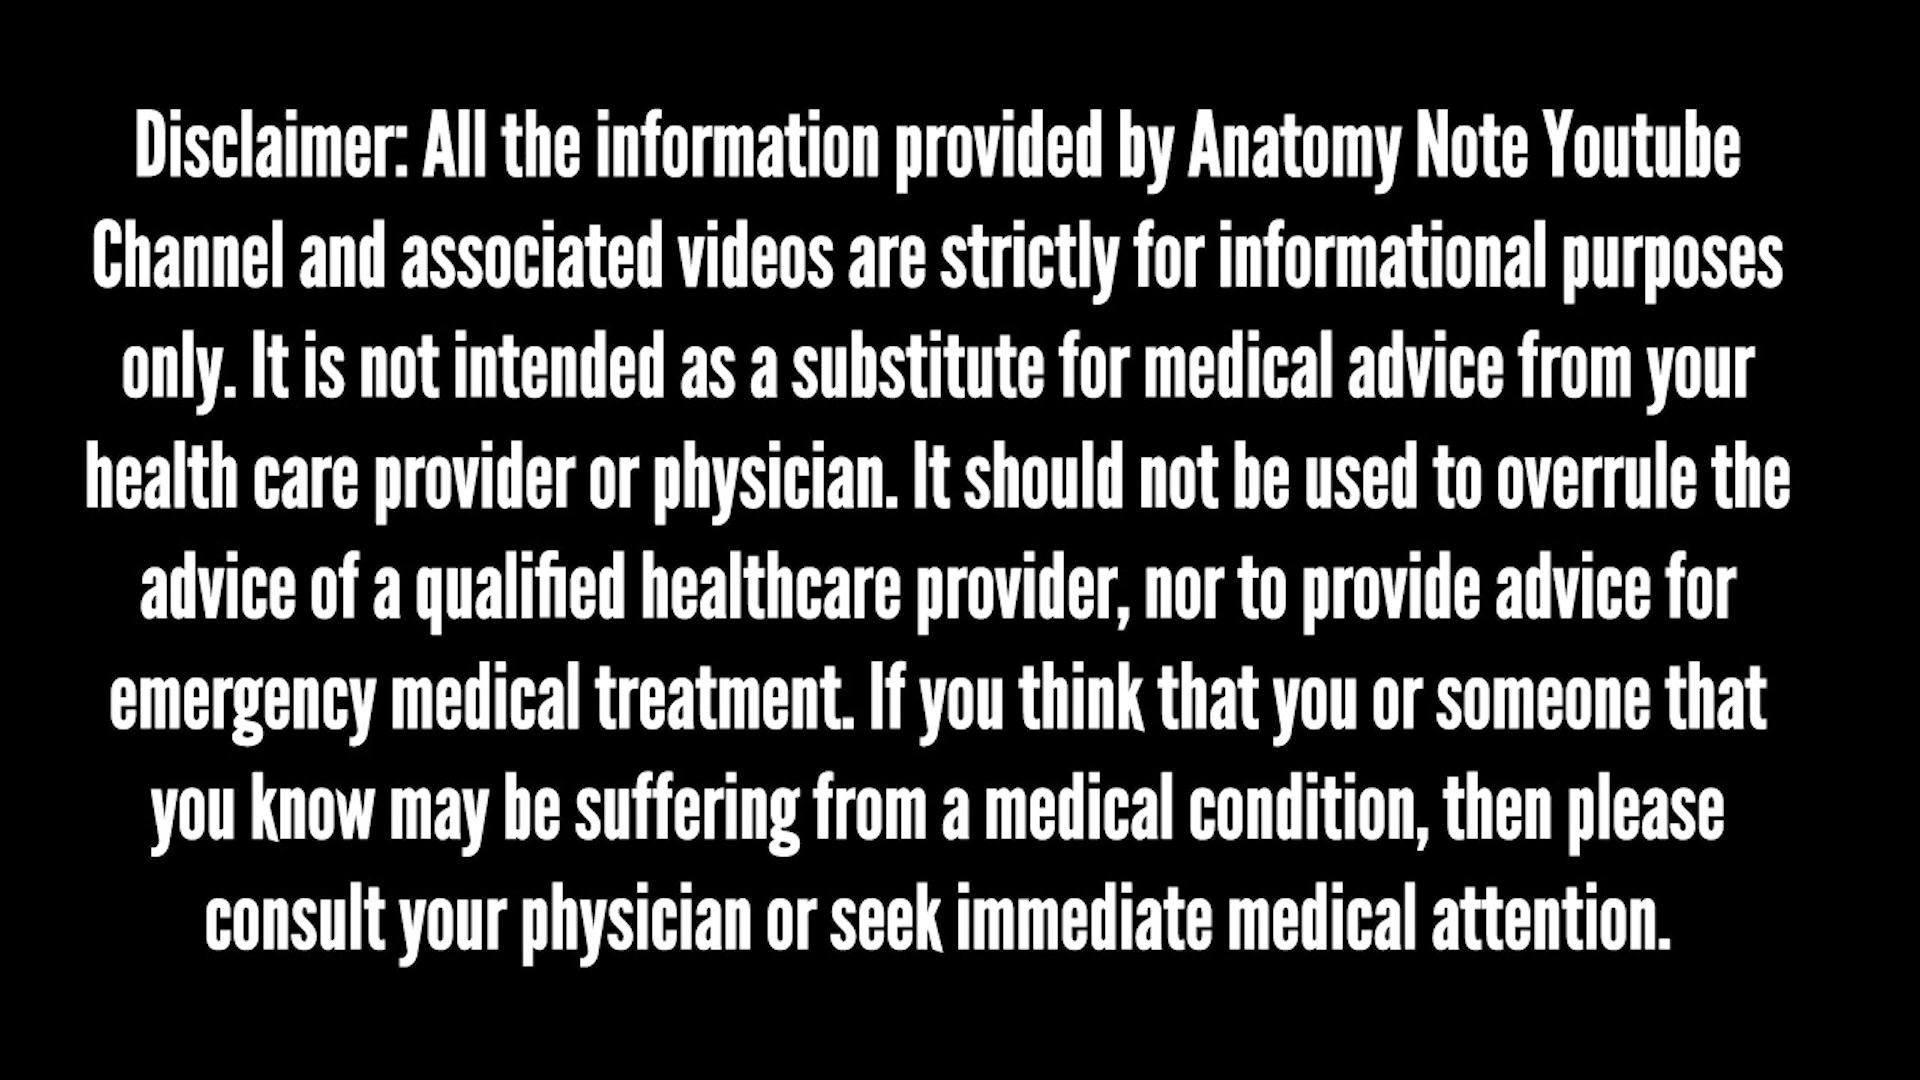 Disclaimer: All the information provided by Anatomy Note Youtube
Channel and associated videos are strictly for informational purposes
only. It is not intended as a substitute for medical advice from your
health care provider or physician. It should not be used to overrule the
advice of a qualified healthcare provider, nor to provide advice for
emergency medical treatment. If you think that you or someone that
you know may be suffering from a medical condition, then please
consult your physician or seek immediate medical attention.